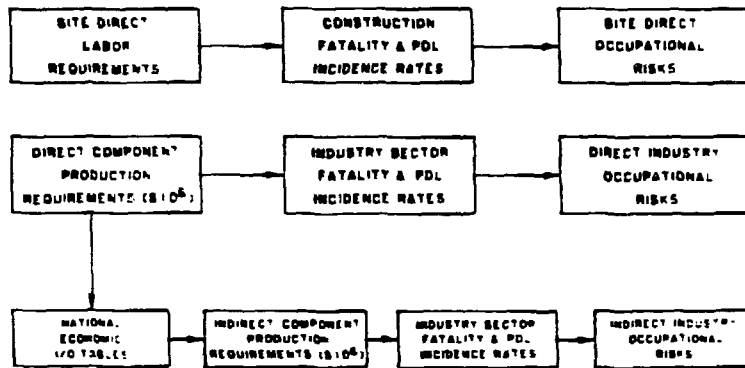 SITE DIRECT
LABOR
REQUIREMENTS
CONSTRUCTION
FATALITY & PDL
INCIDENCE RATES
SITE DIRECT
OCCUPATIONAL
RISKS
DIRECT COMPONENT
PRODUCTION
REQUIREMENTS ($10⁶)
INDUSTRY SECTOR
FATALITY & PDL
INCIDENCE RATES
DIRECT INDUSTRY
OCCUPATIONAL
RISKS
NATIONAL
ECONOMIC
I/O TABLES
INDIRECT COMPONENT
PRODUCTION
REQUIREMENTS ($10⁶)
INDUSTRY SECTOR
FATALITY & PDL
INCIDENCE RATES
INDIRECT INDUSTRY
OCCUPATIONAL
RISKS